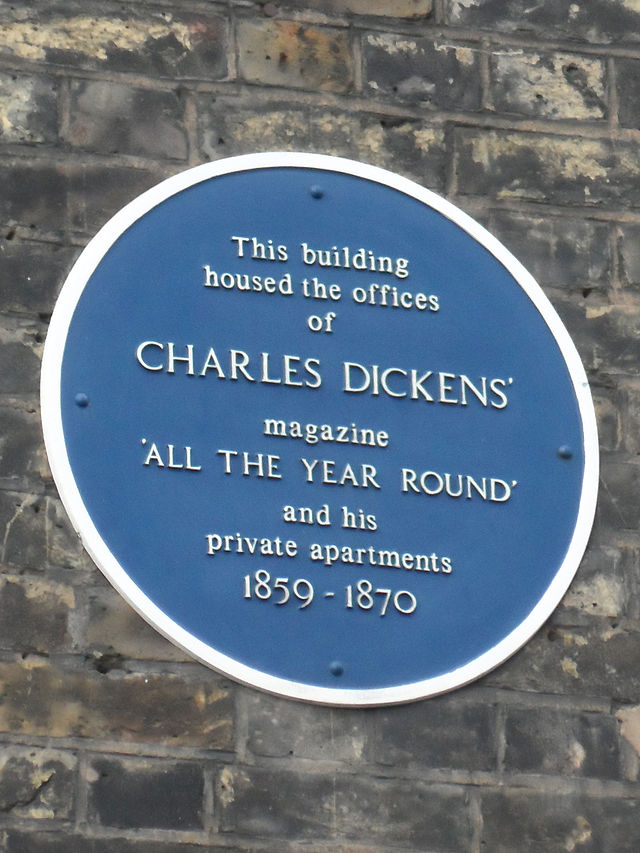 This building
housed the offices
of
CHARLES DICKENS'
magazine
'ALL THE YEAR ROUND'
and his
private apartments
1859 - 1870